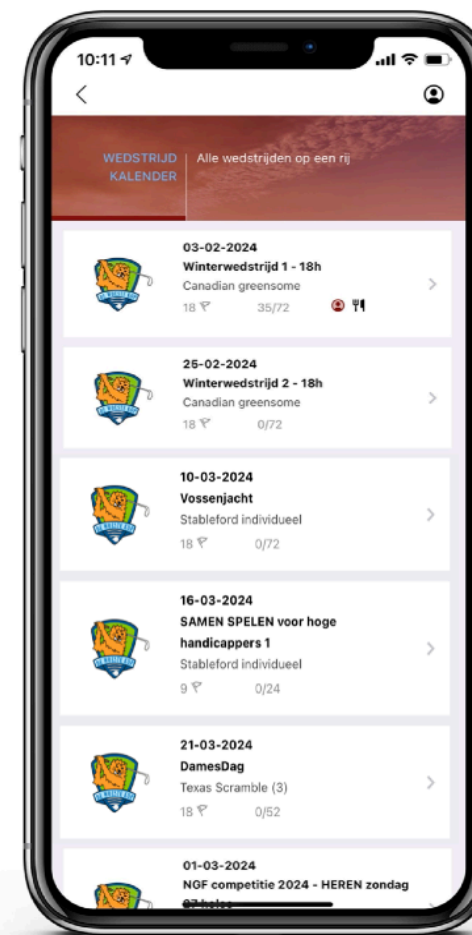 10:11
WEDSTRIJD
KALENDER
Alle wedstrijden op een rij
03-02-2024
Winterwedstrijd 1 - 18h
Canadian greensome
18 35/72
25-02-2024
Winterwedstrijd 2 - 18h
Canadian greensome
18 0/72
10-03-2024
Vossenjacht
Stableford individueel
18 0/72
16-03-2024
SAMEN SPELEN voor hoge
handicappers 1
Stableford individueel
9 0/24
21-03-2024
DamesDag
Texas Scramble (3)
18 0/52
01-03-2024
NGF competitie 2024 - HEREN zondag
27 holes